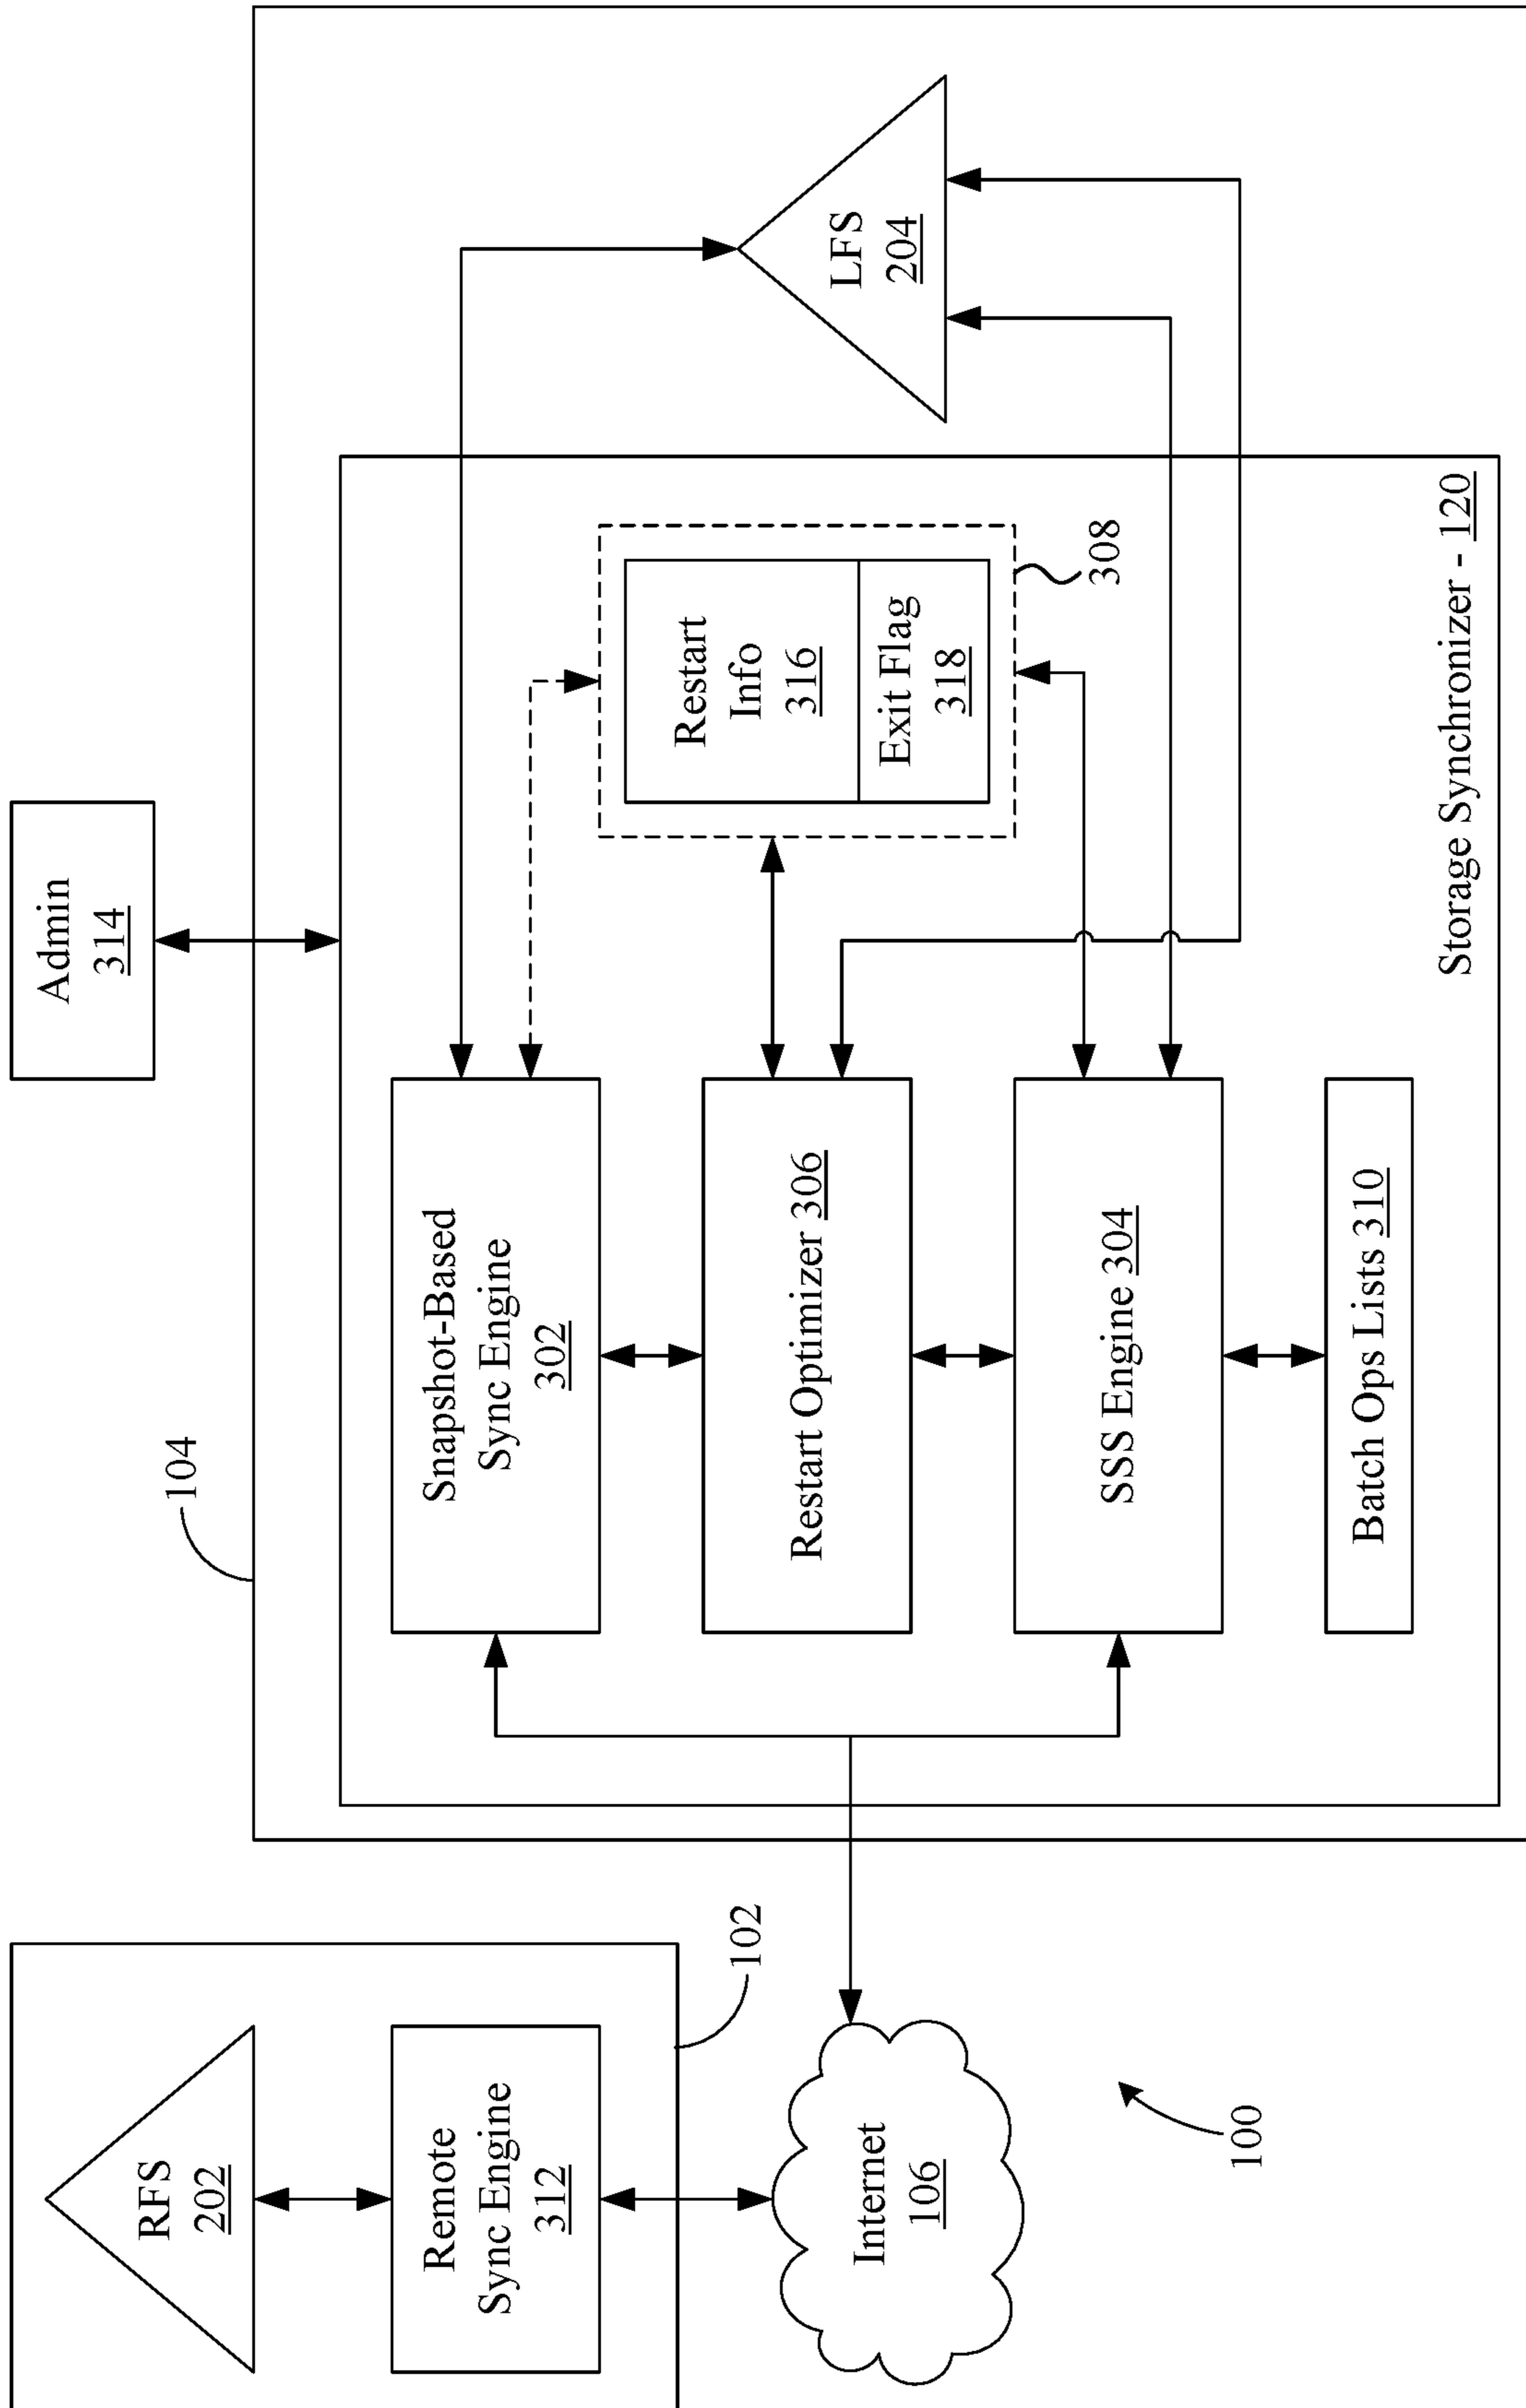 RFS
202
Remote
Sync Engine
312
102
Internet
106
100
104
Admin
314
Snapshot-Based
Sync Engine
302
Restart Optimizer 306
SSS Engine 304
Batch Ops Lists 310
Restart
Info
316
Exit Flag
318
308
LFS
204
Storage Synchronizer - 120